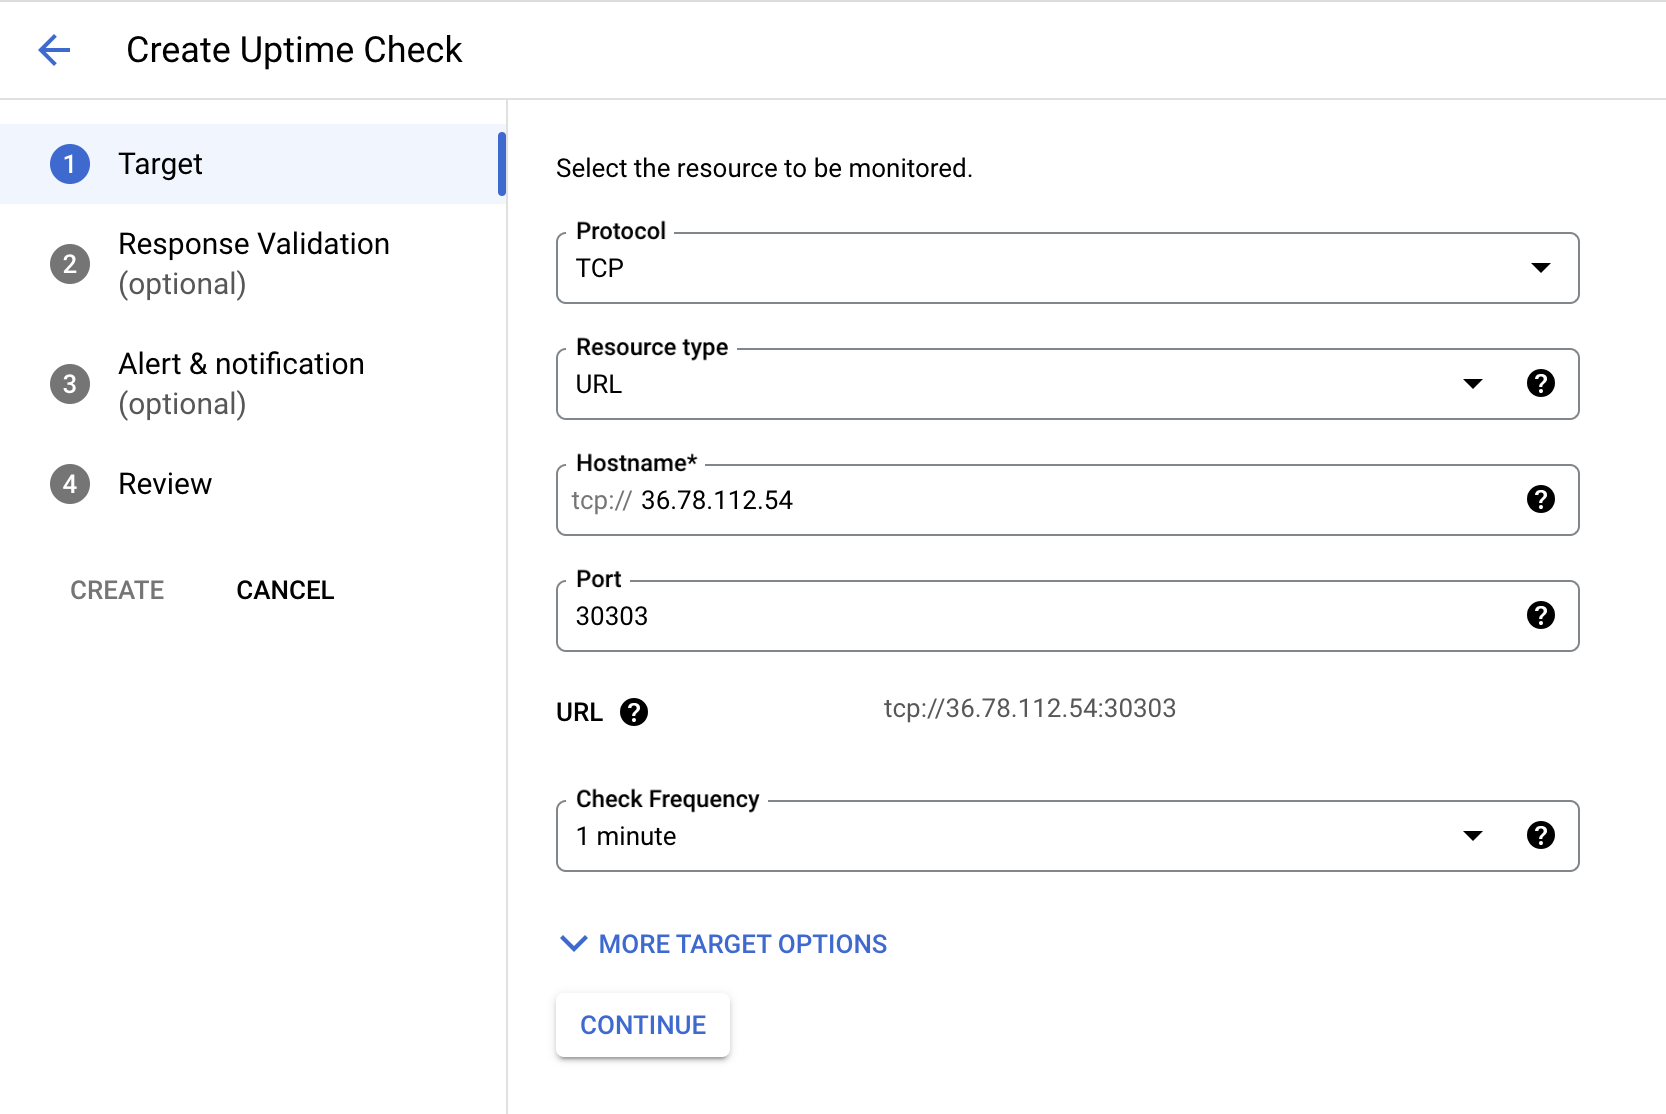 Create Uptime Check
1 Target
2 Response Validation
(optional)
3 Alert & notification
(optional)
4 Review
CREATE CANCEL
Select the resource to be monitored.
Protocol
TCP
Resource type
URL
Hostname*
tcp:// 36.78.112.54
Port
30303
URL tcp://36.78.112.54:30303
Check Frequency
1 minute
MORE TARGET OPTIONS
CONTINUE